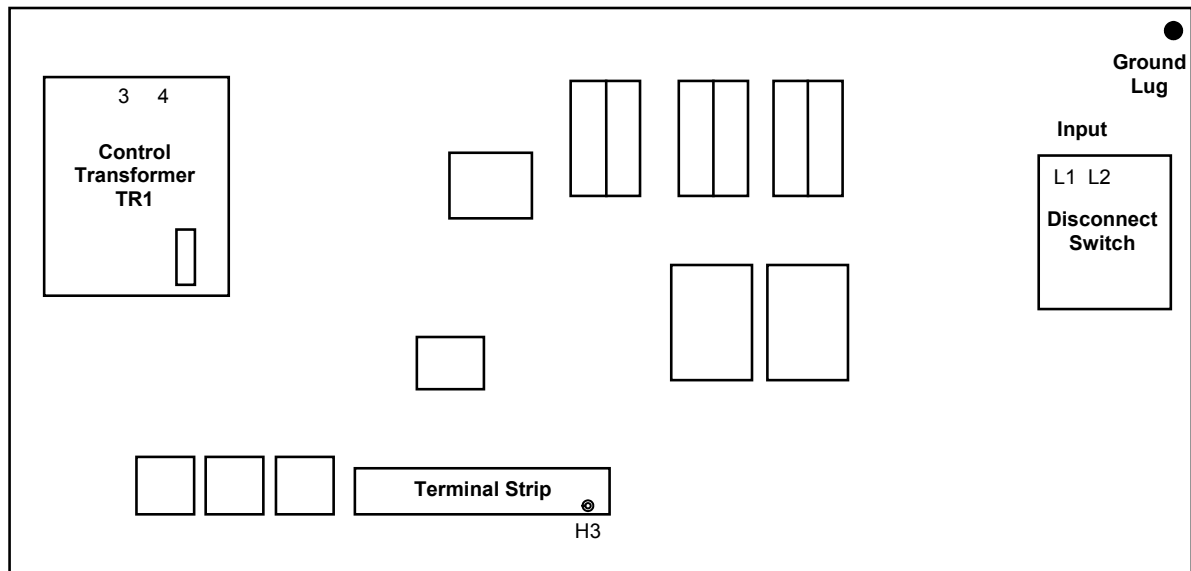 Ground
Lug
3 4
Input
Control
Transformer
TR1
L1 L2
Disconnect
Switch
Terminal Strip
H3